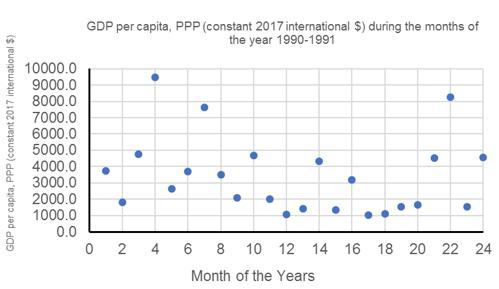 GDP per capita, PPP (constant 2017 international $) during the months of
the year 1990-1991
GDP per capita, PPP (constant 2017 international $)
10000.0
9000.0
8000.0
7000.0
6000.0
5000.0
4000.0
3000.0
2000.0
1000.0
0.0
0 2 4 6 8 10 12 14 16 18 20 22 24
Month of the Years